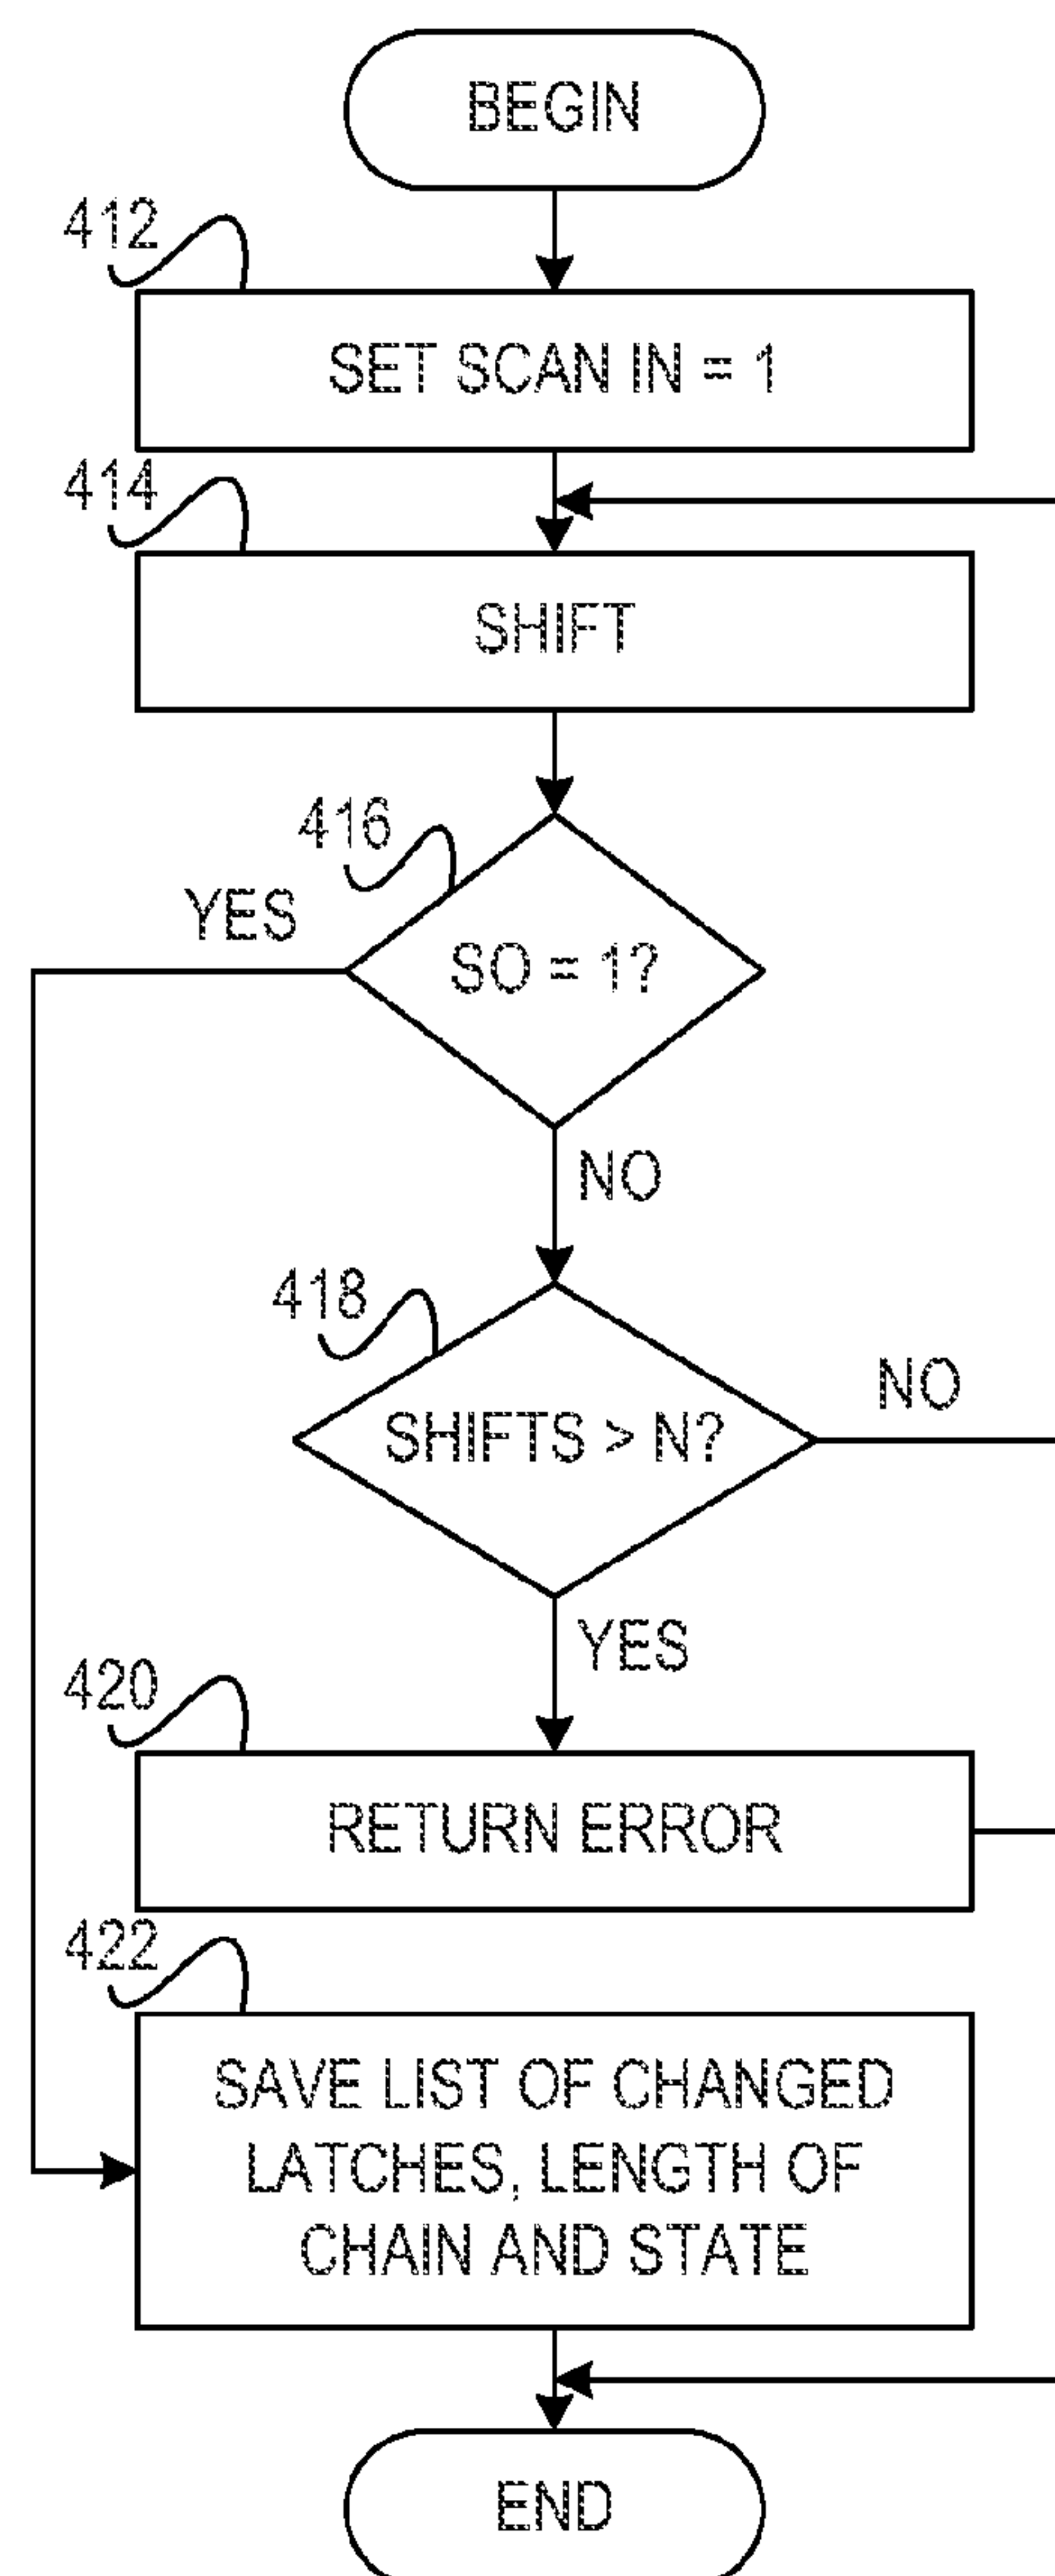 BEGIN
412
SET SCAN IN = 1
414
SHIFT
416
YES
SO = 1?
NO
418
NO
SHIFTS > N?
YES
420
RETURN ERROR
422
SAVE LIST OF CHANGED
LATCHES, LENGTH OF
CHAIN AND STATE
END